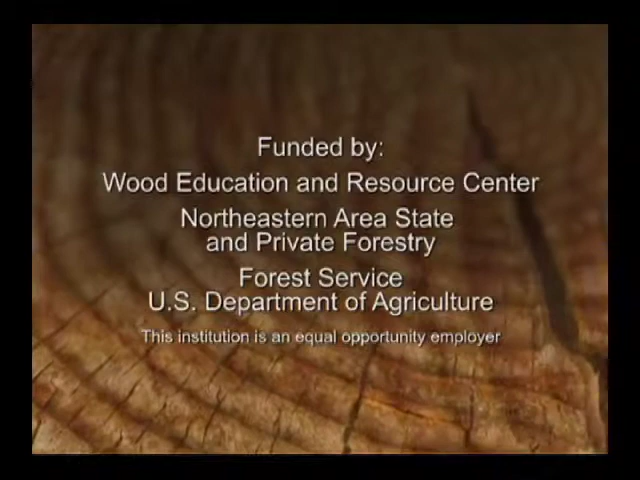 Funded by:
Wood Education and Resource Center
Northeastern Area State
and Private Forestry
Forest Service
U.S. Department of Agriculture
This institution is an equal opportunity employer